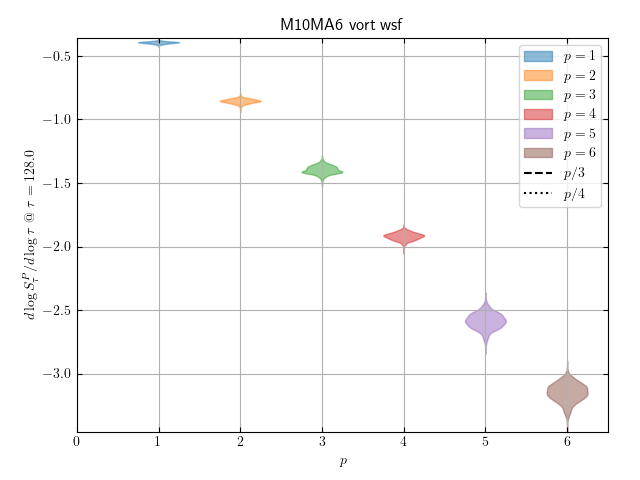 M10MA6 vort wsf
d log S_τ^P / d log τ @ τ = 128.0
−0.5
−1.0
−1.5
−2.0
−2.5
−3.0
p = 1
p = 2
p = 3
p = 4
p = 5
p = 6
p/3
p/4
0 1 2 3 4 5 6
p